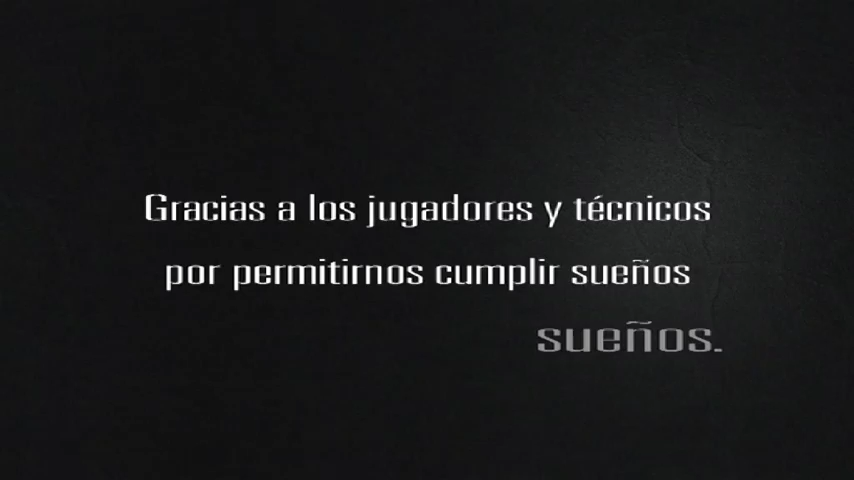 Gracias a los jugadores y técnicos
por permitirnos cumplir sueños
sueños.